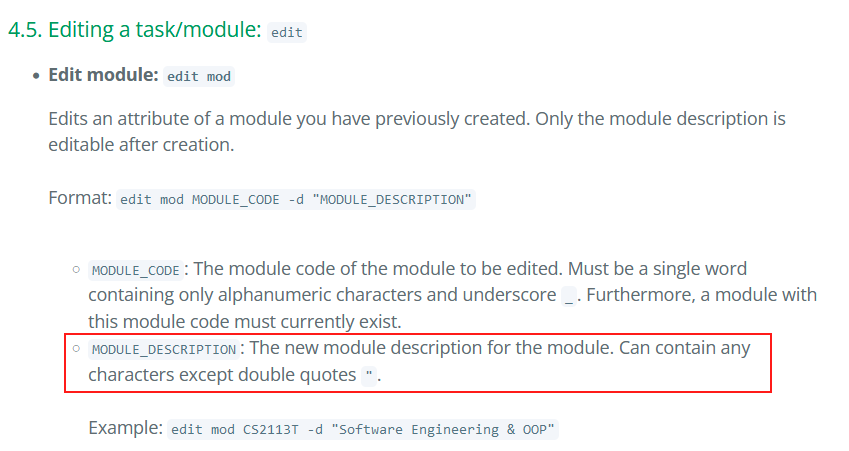 4.5. Editing a task/module: edit
• Edit module: edit mod
Edits an attribute of a module you have previously created. Only the module description is
editable after creation.
Format: edit mod MODULE_CODE -d "MODULE_DESCRIPTION"
○ MODULE_CODE : The module code of the module to be edited. Must be a single word
containing only alphanumeric characters and underscore _ . Furthermore, a module with
this module code must currently exist.
○ MODULE_DESCRIPTION : The new module description for the module. Can contain any
characters except double quotes " .
Example: edit mod CS2113T -d "Software Engineering & OOP"